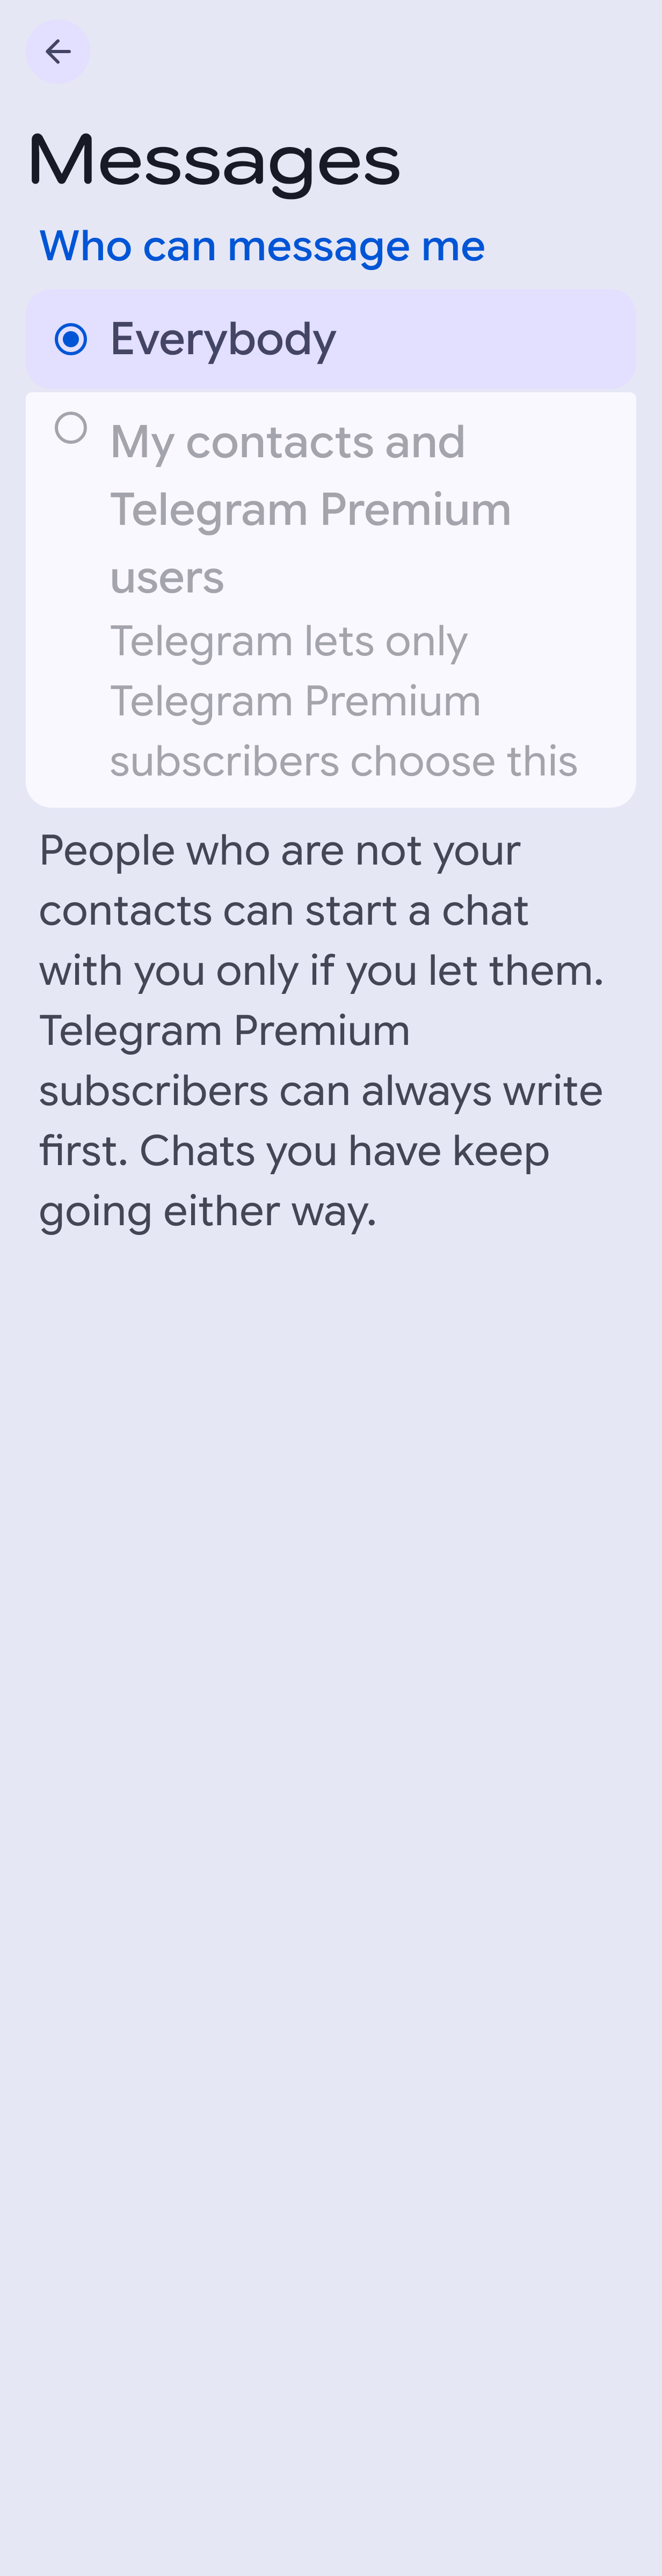 Messages
Who can message me
Everybody
My contacts and
Telegram Premium
users
Telegram lets only
Telegram Premium
subscribers choose this
People who are not your
contacts can start a chat
with you only if you let them.
Telegram Premium
subscribers can always write
first. Chats you have keep
going either way.